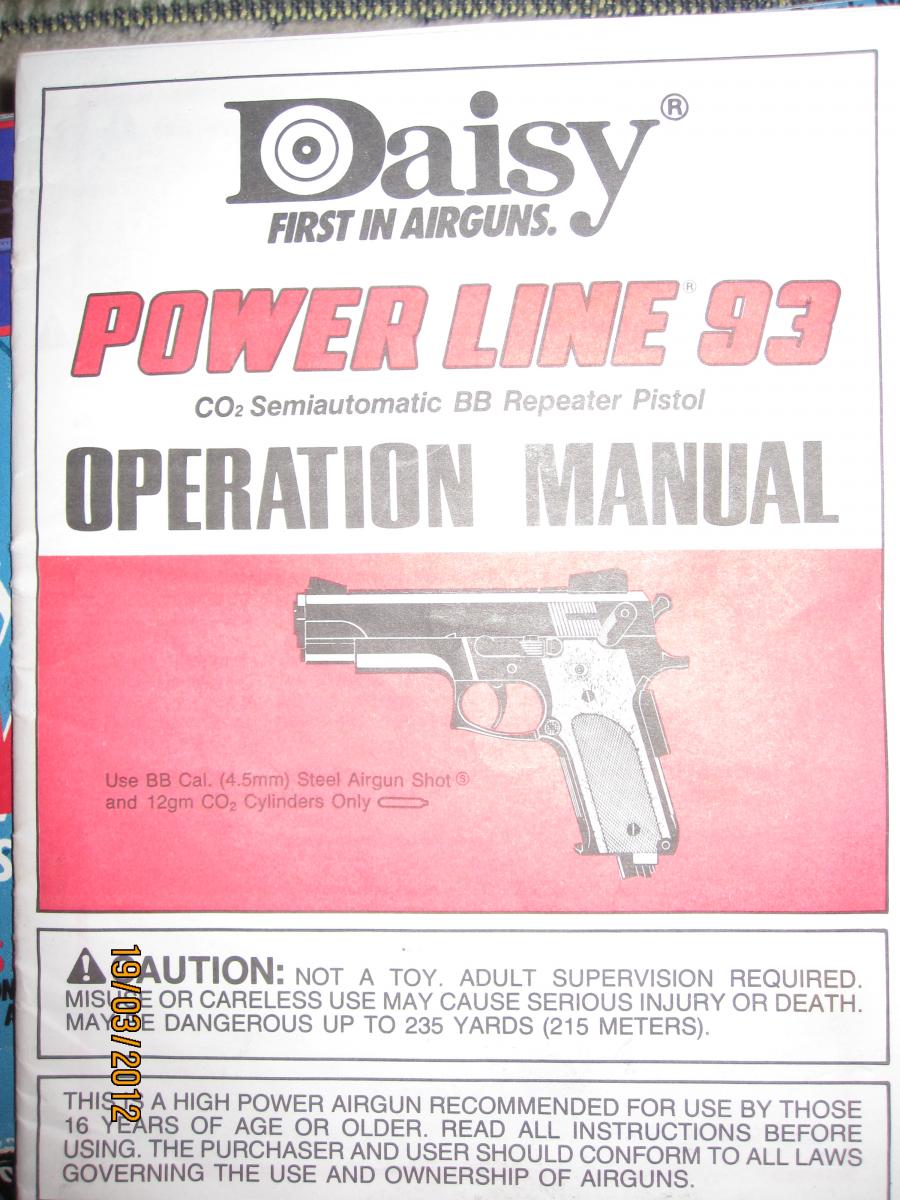 Daisy®
FIRST IN AIRGUNS.
POWER LINE® 93
CO₂ Semiautomatic BB Repeater Pistol
OPERATION MANUAL
Use BB Cal. (4.5mm) Steel Airgun Shot Ⓢ
and 12gm CO₂ Cylinders Only
CAUTION: NOT A TOY. ADULT SUPERVISION REQUIRED.
MISUSE OR CARELESS USE MAY CAUSE SERIOUS INJURY OR DEATH.
MAY BE DANGEROUS UP TO 235 YARDS (215 METERS).
THIS IS A HIGH POWER AIRGUN RECOMMENDED FOR USE BY THOSE
16 YEARS OF AGE OR OLDER. READ ALL INSTRUCTIONS BEFORE
USING. THE PURCHASER AND USER SHOULD CONFORM TO ALL LAWS
GOVERNING THE USE AND OWNERSHIP OF AIRGUNS.
19/03/2012